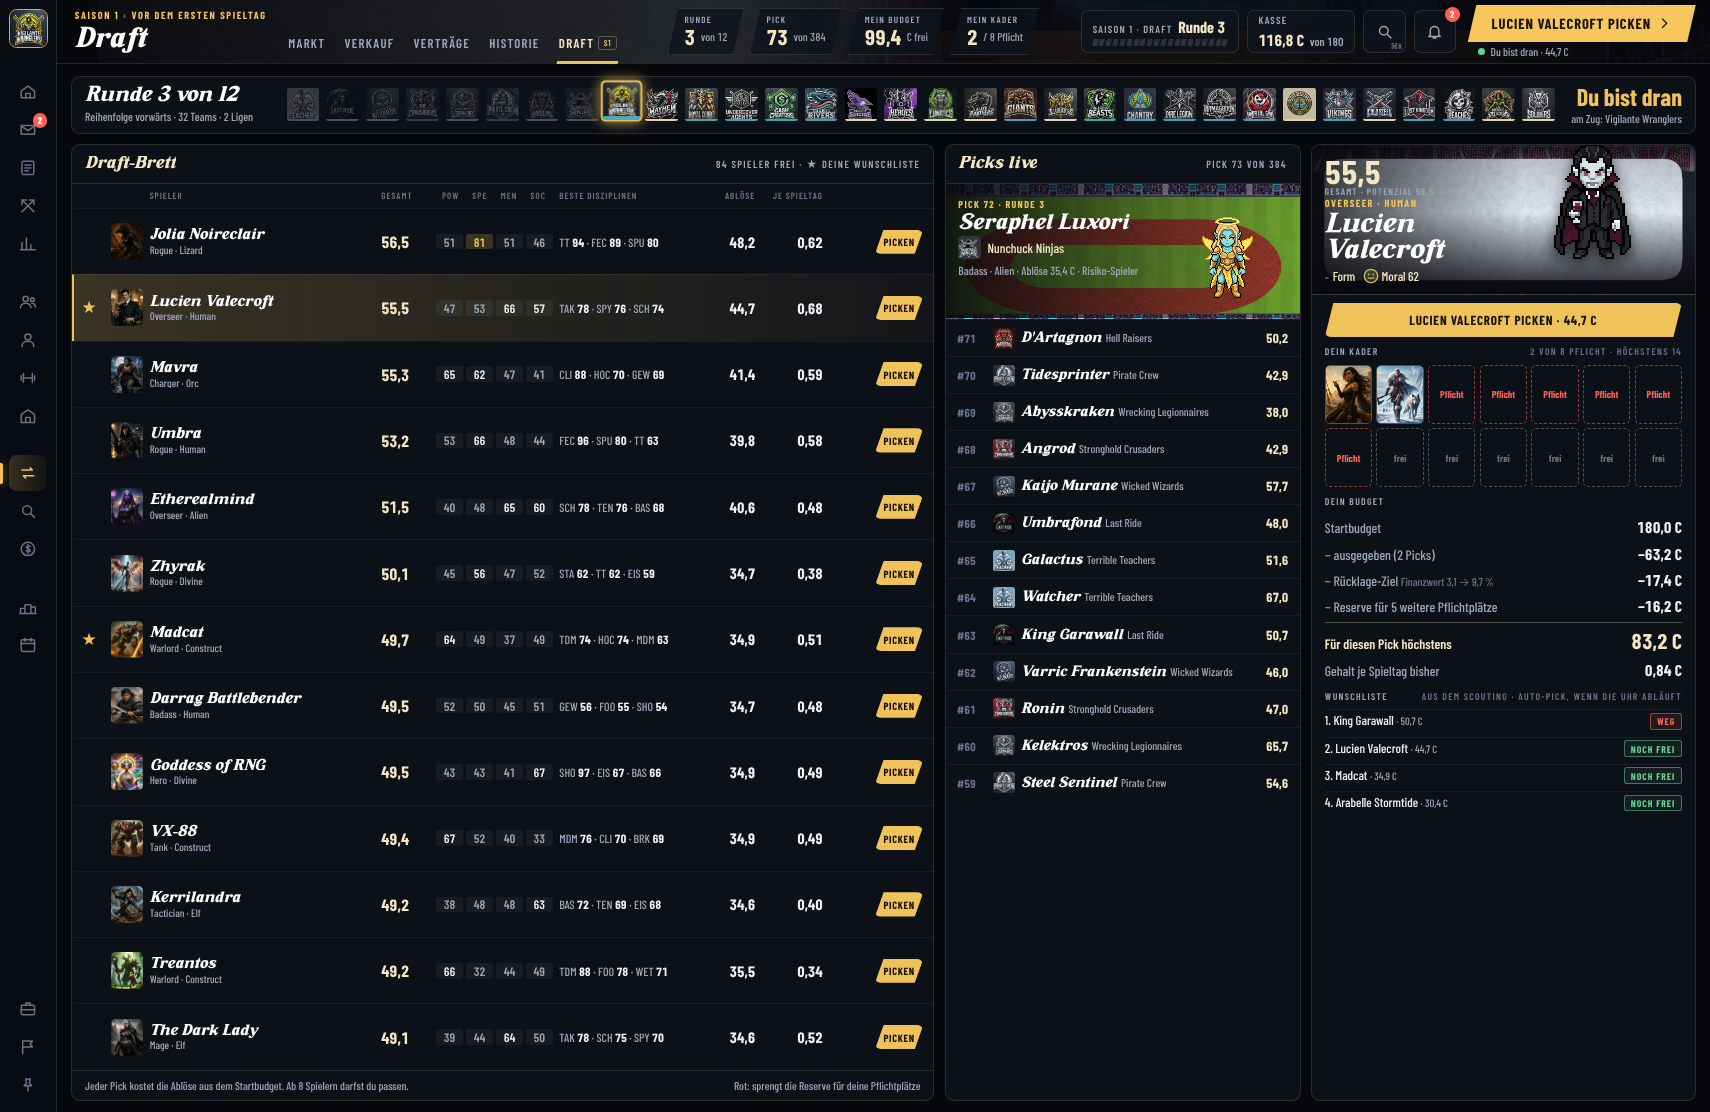 SAISON 1 › VOR DEM ERSTEN SPIELTAG
Draft
MARKT VERKAUF VERTRÄGE HISTORIE DRAFT S1
RUNDE
3 von 12
PICK
73 von 384
MEIN BUDGET
99,4 C frei
MEIN KADER
2 / 8 Pflicht
SAISON 1 · DRAFT Runde 3
KASSE
116,8 C von 180
2
LUCIEN VALECROFT PICKEN
Du bist dran · 44,7 C
2
Runde 3 von 12
Reihenfolge vorwärts · 32 Teams · 2 Ligen
Du bist dran
am Zug: Vigilante Wranglers
Draft-Brett
84 SPIELER FREI · ★ DEINE WUNSCHLISTE
SPIELER GESAMT POW SPE MEN SOC BESTE DISZIPLINEN ABLÖSE JE SPIELTAG
Jolia Noireclair
Rogue · Lizard
56,5 51 81 51 46 TT 94 · FEC 89 · SPU 80 48,2 0,62 PICKEN
★ Lucien Valecroft
Overseer · Human
55,5 47 53 66 57 TAK 78 · SPY 76 · SCH 74 44,7 0,68 PICKEN
Mavra
Charger · Orc
55,3 65 62 47 41 CLI 88 · HOC 70 · GEW 69 41,4 0,59 PICKEN
Umbra
Rogue · Human
53,2 53 66 48 44 FEC 96 · SPU 80 · TT 63 39,8 0,58 PICKEN
Etherealmind
Overseer · Alien
51,5 40 48 65 60 SCH 78 · TEN 76 · BAS 68 40,6 0,48 PICKEN
Zhyrak
Rogue · Divine
50,1 45 56 47 52 STA 62 · TT 62 · EIS 59 34,7 0,38 PICKEN
★ Madcat
Warlord · Construct
49,7 64 49 37 49 TDM 74 · HOC 74 · MDM 63 34,9 0,51 PICKEN
Darrag Battlebender
Badass · Human
49,5 52 50 45 51 GEW 56 · FOO 55 · SHO 54 34,7 0,48 PICKEN
Goddess of RNG
Hero · Divine
49,5 43 43 41 67 SHO 97 · EIS 67 · BAS 66 34,9 0,49 PICKEN
VX-88
Tank · Construct
49,4 67 52 40 33 MDM 76 · CLI 70 · BRK 69 34,9 0,49 PICKEN
Kerrilandra
Tactician · Elf
49,2 38 48 48 63 BAS 72 · TEN 69 · EIS 68 34,6 0,40 PICKEN
Treantos
Warlord · Construct
49,2 66 32 44 49 TDM 88 · FOO 78 · WET 71 35,5 0,34 PICKEN
The Dark Lady
Mage · Elf
49,1 39 44 64 50 TAK 78 · SCH 75 · SPY 70 34,6 0,52 PICKEN
Jeder Pick kostet die Ablöse aus dem Startbudget. Ab 8 Spielern darfst du passen.
Rot: sprengt die Reserve für deine Pflichtplätze
Picks live
PICK 73 VON 384
PICK 72 · RUNDE 3
Seraphel Luxori
Nunchuck Ninjas
Badass · Alien · Ablöse 35,4 C · Risiko-Spieler
#71 D'Artagnon Hell Raisers 50,2
#70 Tidesprinter Pirate Crew 42,9
#69 Abysskraken Wrecking Legionnaires 38,0
#68 Angrod Stronghold Crusaders 42,9
#67 Kaijo Murane Wicked Wizards 57,7
#66 Umbrafond Last Ride 48,0
#65 Galactus Terrible Teachers 51,6
#64 Watcher Terrible Teachers 67,0
#63 King Garawall Last Ride 50,7
#62 Varric Frankenstein Wicked Wizards 46,0
#61 Ronin Stronghold Crusaders 47,0
#60 Kelektros Wrecking Legionnaires 65,7
#59 Steel Sentinel Pirate Crew 54,6
55,5
GESAMT · POTENZIAL 59,5
OVERSEER · HUMAN
Lucien
Valecroft
- Form Moral 62
LUCIEN VALECROFT PICKEN · 44,7 C
DEIN KADER 2 VON 8 PFLICHT · HÖCHSTENS 14
Pflicht Pflicht Pflicht Pflicht Pflicht
Pflicht frei frei frei frei frei frei
DEIN BUDGET
Startbudget 180,0 C
– ausgegeben (2 Picks) –63,2 C
– Rücklage-Ziel Finanzwert 3,1 → 9,7 % –17,4 C
– Reserve für 5 weitere Pflichtplätze –16,2 C
Für diesen Pick höchstens 83,2 C
Gehalt je Spieltag bisher 0,84 C
WUNSCHLISTE AUS DEM SCOUTING · AUTO-PICK, WENN DIE UHR ABLÄUFT
1. King Garawall · 50,7 C WEG
2. Lucien Valecroft · 44,7 C NOCH FREI
3. Madcat · 34,9 C NOCH FREI
4. Arabelle Stormtide · 30,4 C NOCH FREI